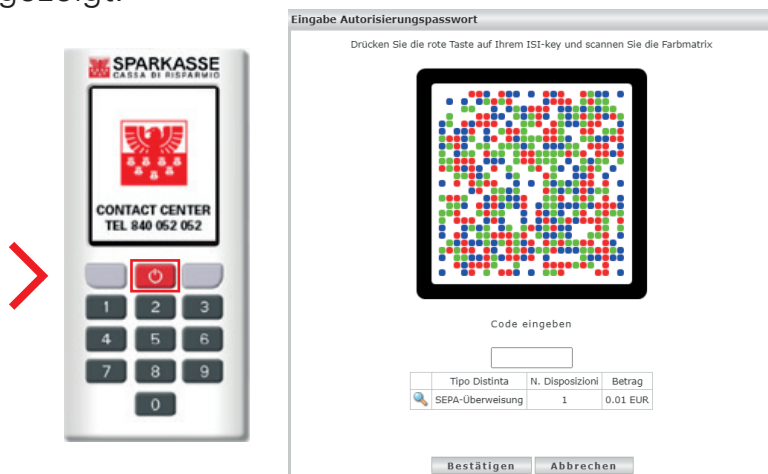 gezeigt.
SPARKASSE
CASSA DI RISPARMIO
CONTACT CENTER
TEL 840 052 052
1 2 3
4 5 6
7 8 9
0
Eingabe Autorisierungspasswort
Drücken Sie die rote Taste auf Ihrem ISI-key und scannen Sie die Farbmatrix
Code eingeben
Tipo Distinta N. Disposizioni Betrag
SEPA-Überweisung 1 0.01 EUR
Bestätigen Abbrechen